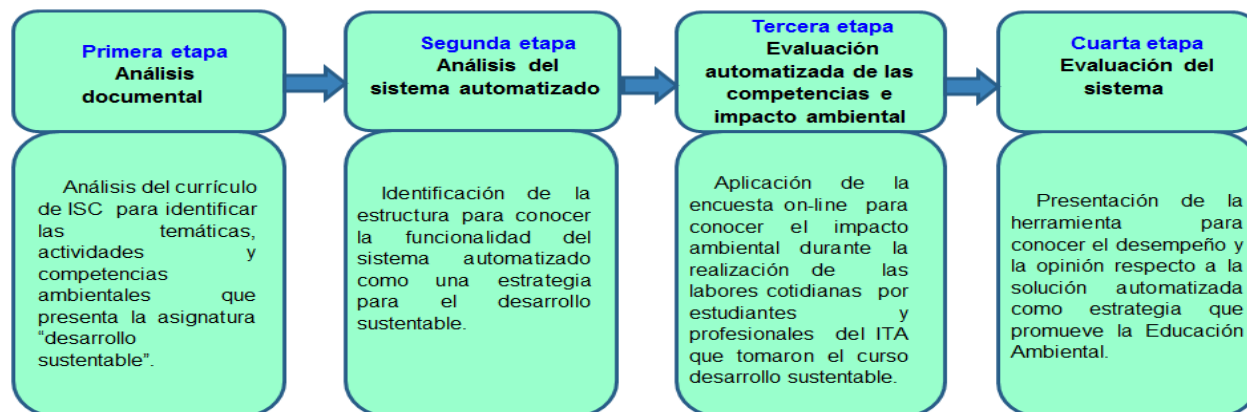 Primera etapa
Análisis
documental
Análisis del currículo
de ISC para identificar
las temáticas,
actividades y
competencias
ambientales que
presenta la asignatura
“desarrollo
sustentable”.
Segunda etapa
Análisis del
sistema automatizado
Identificación de la
estructura para conocer
la funcionalidad del
sistema automatizado
como una estrategia
para el desarrollo
sustentable.
Tercera etapa
Evaluación
automatizada de las
competencias e
impacto ambiental
Aplicación de la
encuesta on-line para
conocer el impacto
ambiental durante la
realización de las
labores cotidianas por
estudiantes y
profesionales del ITA
que tomaron el curso
desarrollo sustentable.
Cuarta etapa
Evaluación del
sistema
Presentación de la
herramienta para
conocer el desempeño y
la opinión respecto a la
solución automatizada
como estrategia que
promueve la Educación
Ambiental.